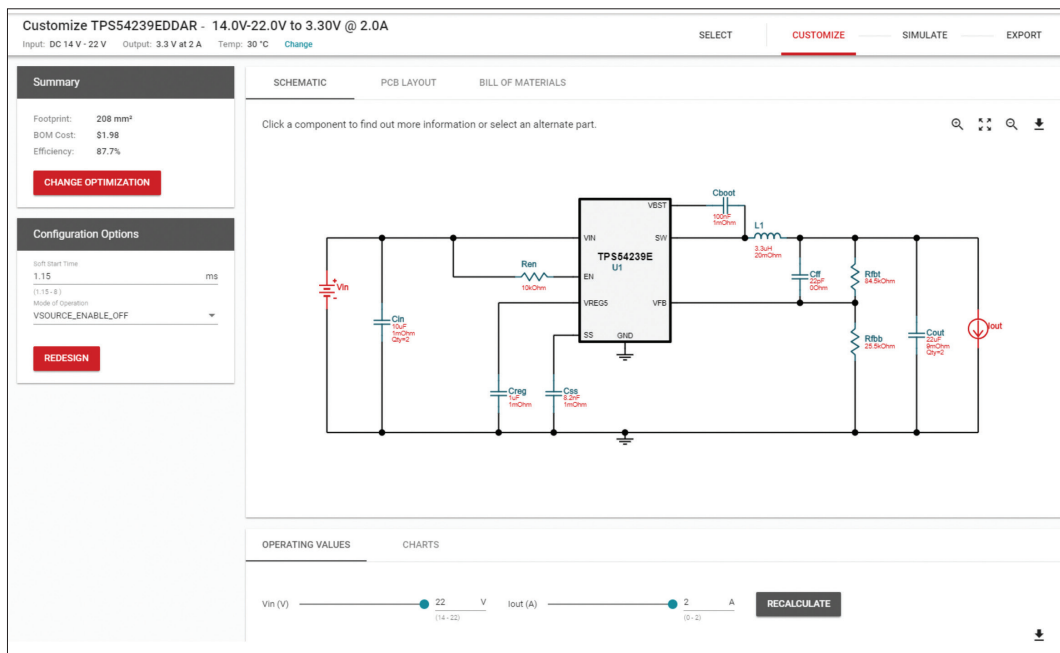 Customize TPS54239EDDAR - 14.0V-22.0V to 3.30V @ 2.0A
Input: DC 14 V - 22 V Output: 3.3 V at 2 A Temp: 30 °C Change
SELECT
CUSTOMIZE
SIMULATE
EXPORT
Summary
Footprint: 208 mm²
BOM Cost: $1.98
Efficiency: 87.7%
CHANGE OPTIMIZATION
Configuration Options
Soft Start Time
1.15 ms
(1.15 - 8 )
Mode of Operation
VSOURCE_ENABLE_OFF
REDESIGN
SCHEMATIC
PCB LAYOUT
BILL OF MATERIALS
Click a component to find out more information or select an alternate part.
Vin
Cin
10uF
1mOhm
Qty=2
Ren
10kOhm
Creg
1uF
1mOhm
Css
8.2nF
1mOhm
VIN
EN
VREG5
SS
GND
VBST
SW
VFB
TPS54239E
U1
Cboot
100nF
1mOhm
L1
3.3uH
20mOhm
Cff
22pF
0Ohm
Rfbt
84.5kOhm
Rfbb
25.5kOhm
Cout
22uF
9mOhm
Qty=2
Iout
OPERATING VALUES
CHARTS
Vin (V) 22 V
(14 - 22)
Iout (A) 2 A
(0 - 2)
RECALCULATE